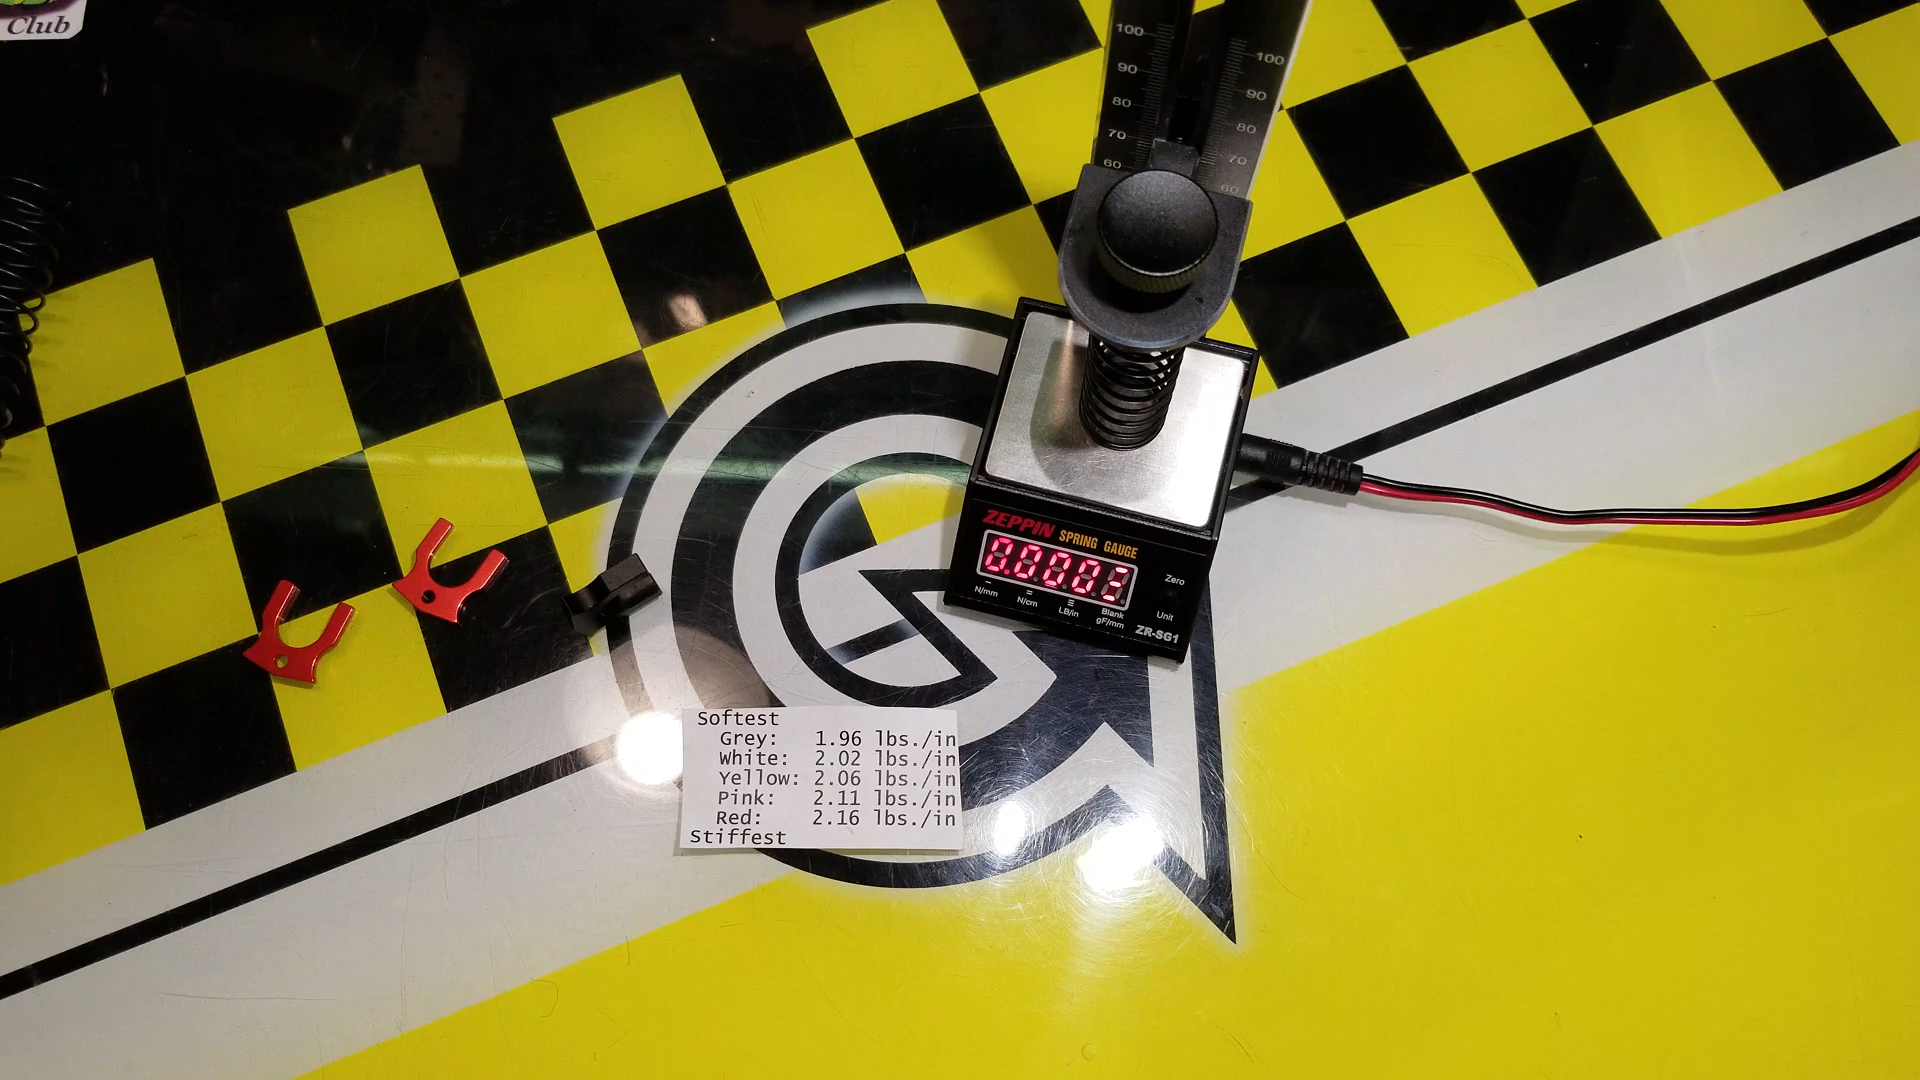 Club
100
90
80
70
60
100
90
80
70
60
ZEPPIN SPRING GAUGE
0.000
Zero
N/mm
N/cm
LB/in
Blank
gF/mm
Unit
ZR-SG1
Softest
Grey: 1.96 lbs./in
White: 2.02 lbs./in
Yellow: 2.06 lbs./in
Pink: 2.11 lbs./in
Red: 2.16 lbs./in
Stiffest